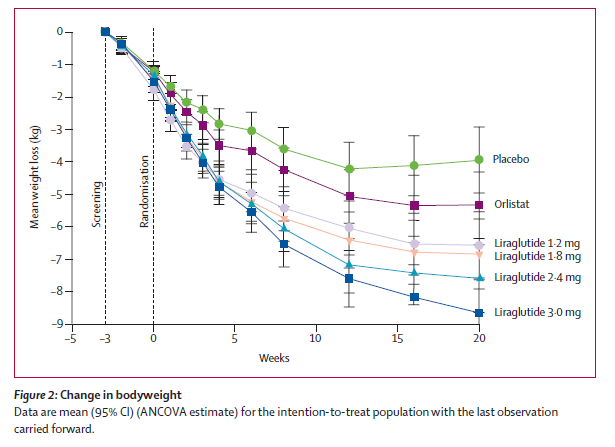 0
–1
–2
–3
–4
–5
–6
–7
–8
–9
Mean weight loss (kg)
Screening
Randomisation
Placebo
Orlistat
Liraglutide 1·2 mg
Liraglutide 1·8 mg
Liraglutide 2·4 mg
Liraglutide 3·0 mg
–5 –3 0 5 10 15 20
Weeks
Figure 2: Change in bodyweight
Data are mean (95% CI) (ANCOVA estimate) for the intention-to-treat population with the last observation
carried forward.